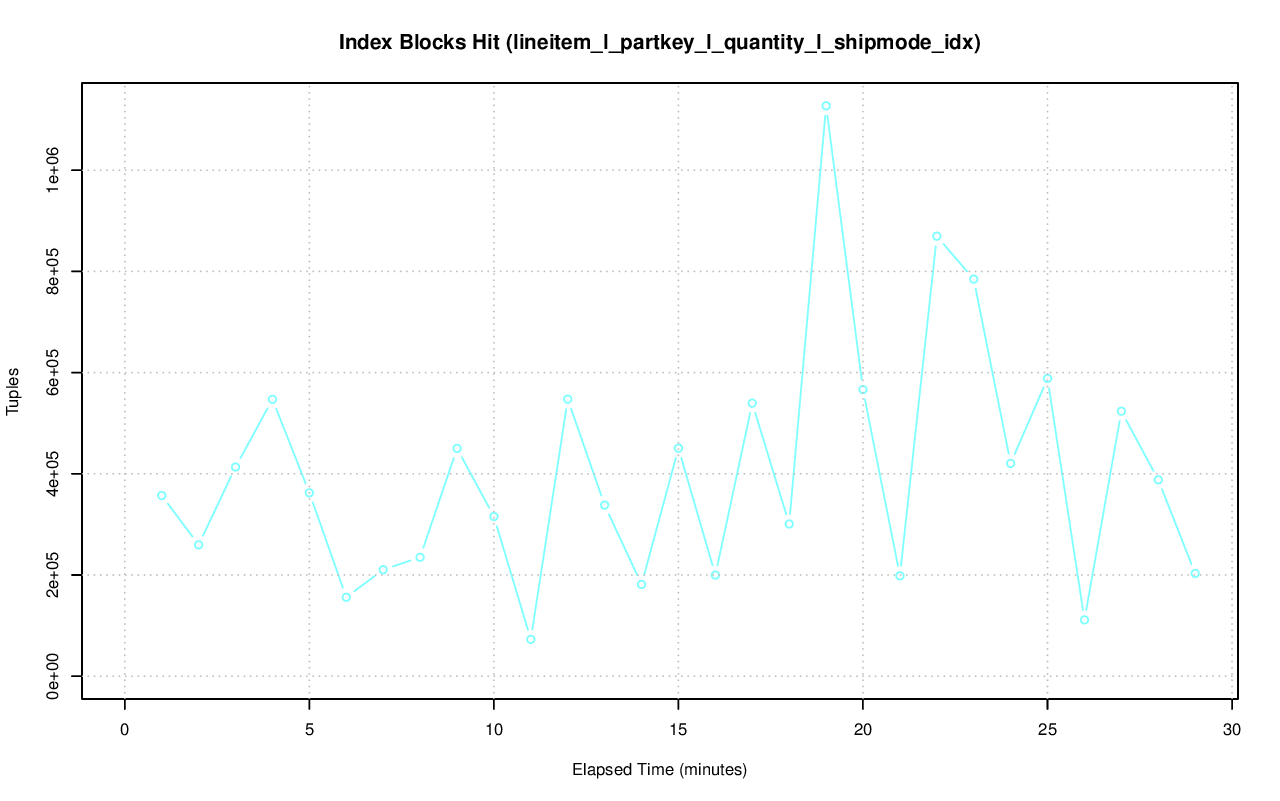 Index Blocks Hit (lineitem_l_partkey_l_quantity_l_shipmode_idx)
Tuples
1e+06
8e+05
6e+05
4e+05
2e+05
0e+00
0 5 10 15 20 25 30
Elapsed Time (minutes)